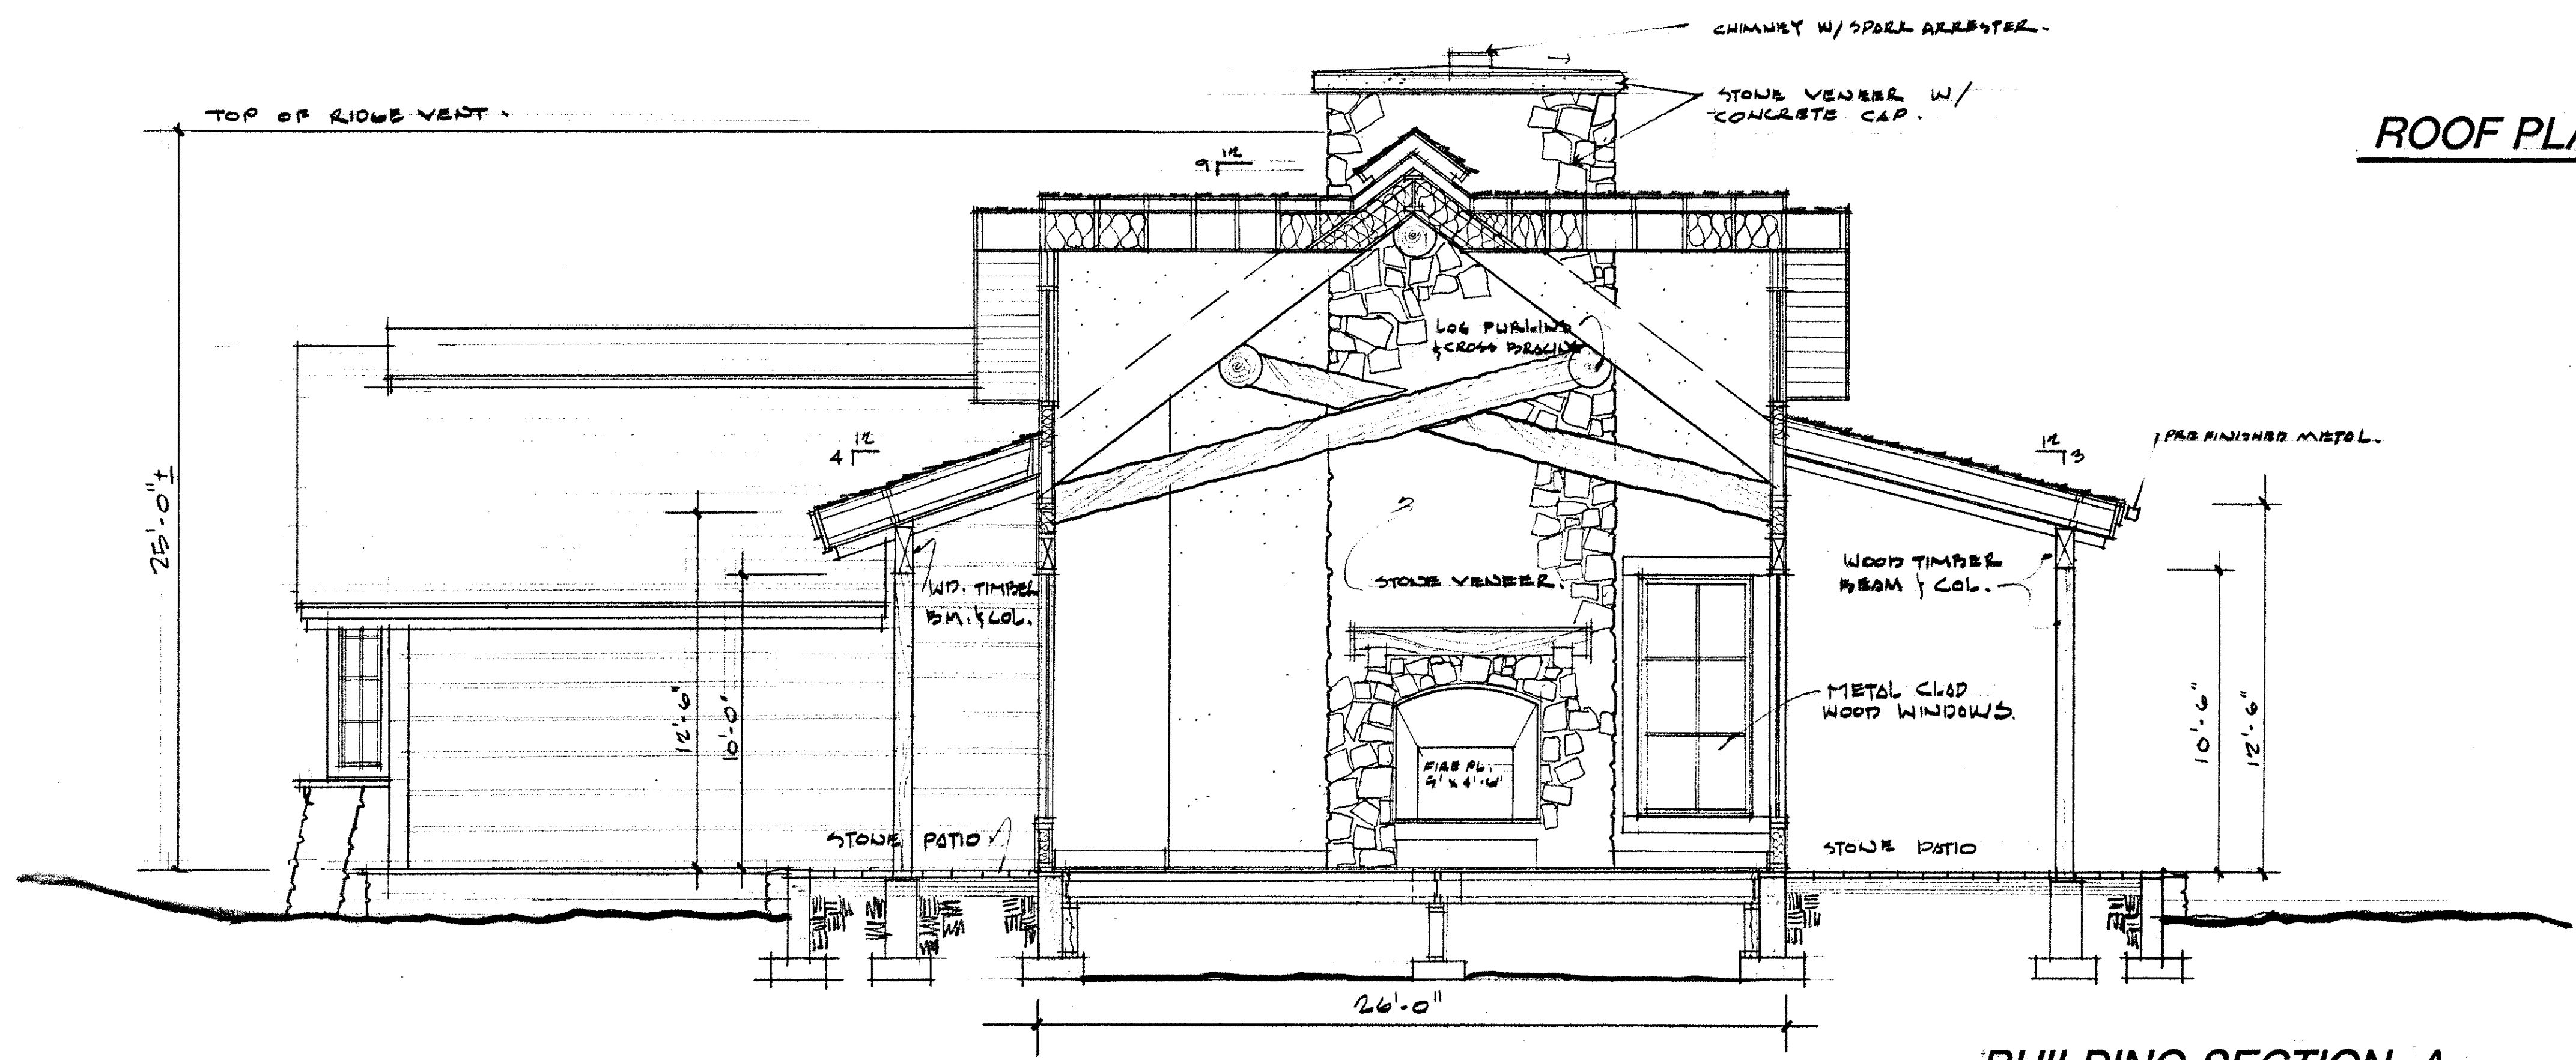 CHIMNEY W/ SPARK ARRESTER.
STONE VENEER W/
CONCRETE CAP.
TOP OF RIDGE VENT.
ROOF PLA
9 12
LOG PURLINS
& CROSS BRACING
4 12
12 3
PRE FINISHED METAL.
25'-0"±
WD. TIMBER
BM. & COL.
STONE VENEER.
WOOD TIMBER
BEAM & COL.
12'-6"
10'-0"
METAL CLAD
WOOD WINDOWS.
10'-6"
12'-6"
FIRE PL.
STONE PATIO
STONE PATIO
26'-0"
BUILDING SECTION A